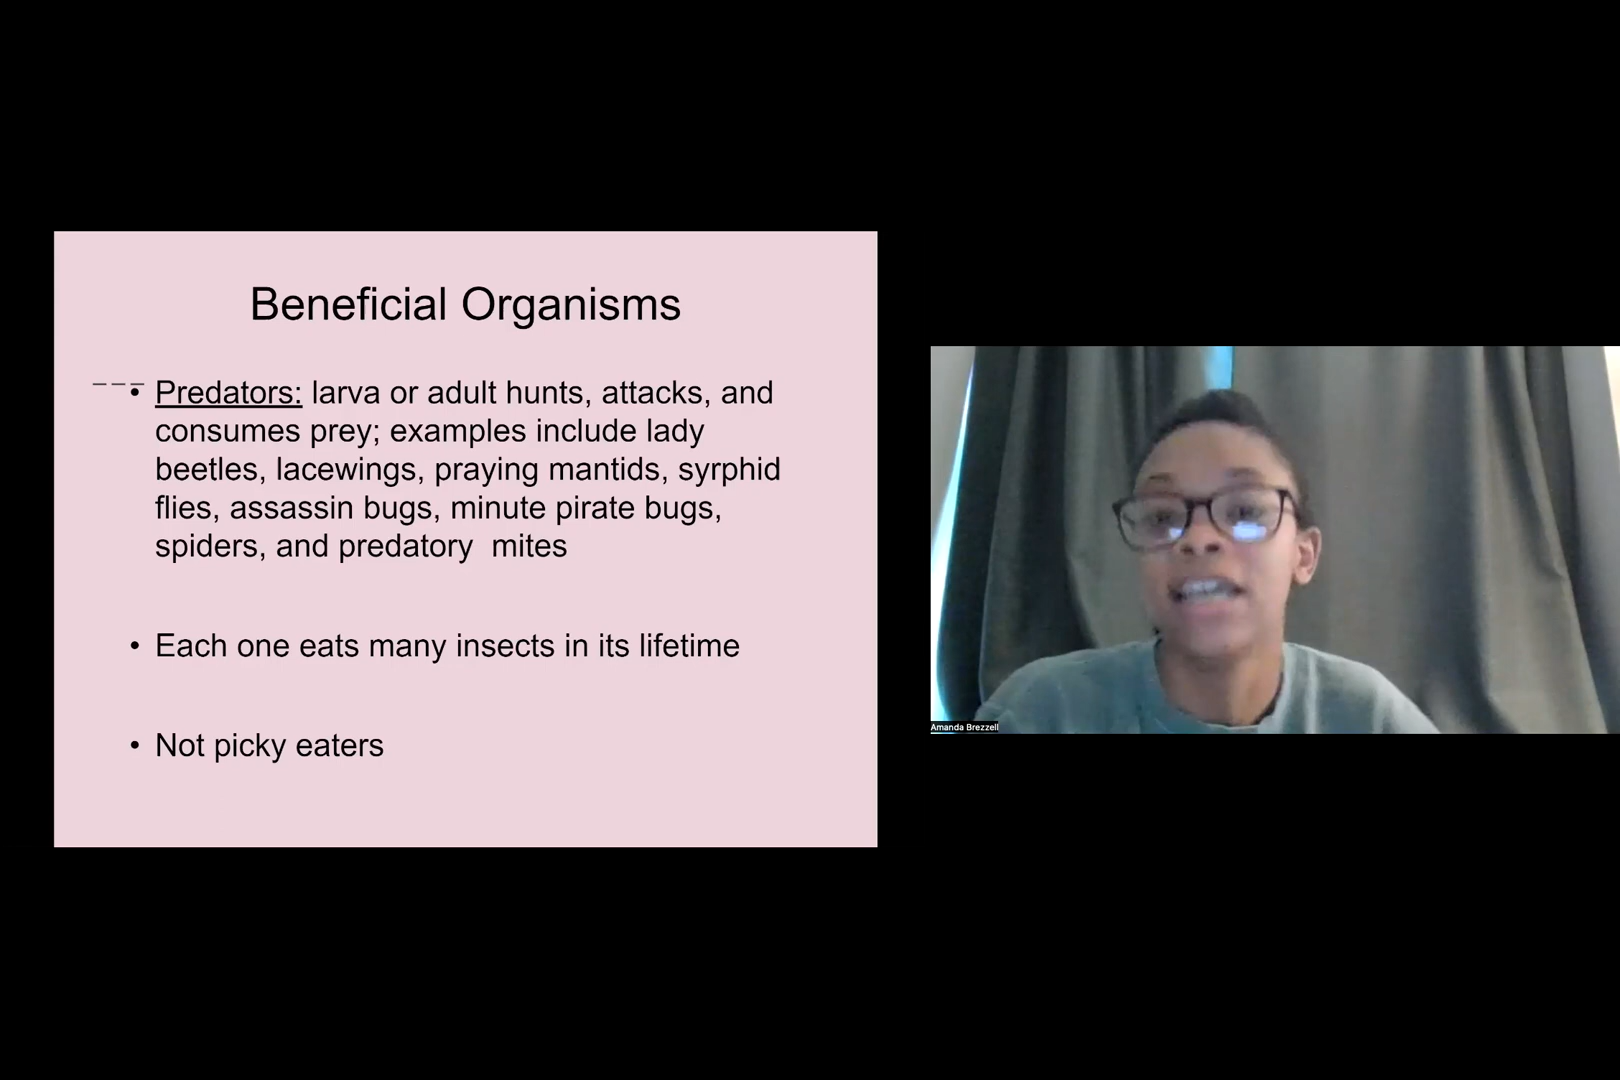 Beneficial Organisms
• Predators: larva or adult hunts, attacks, and
consumes prey; examples include lady
beetles, lacewings, praying mantids, syrphid
flies, assassin bugs, minute pirate bugs,
spiders, and predatory  mites
• Each one eats many insects in its lifetime
• Not picky eaters
Amanda Brezzell